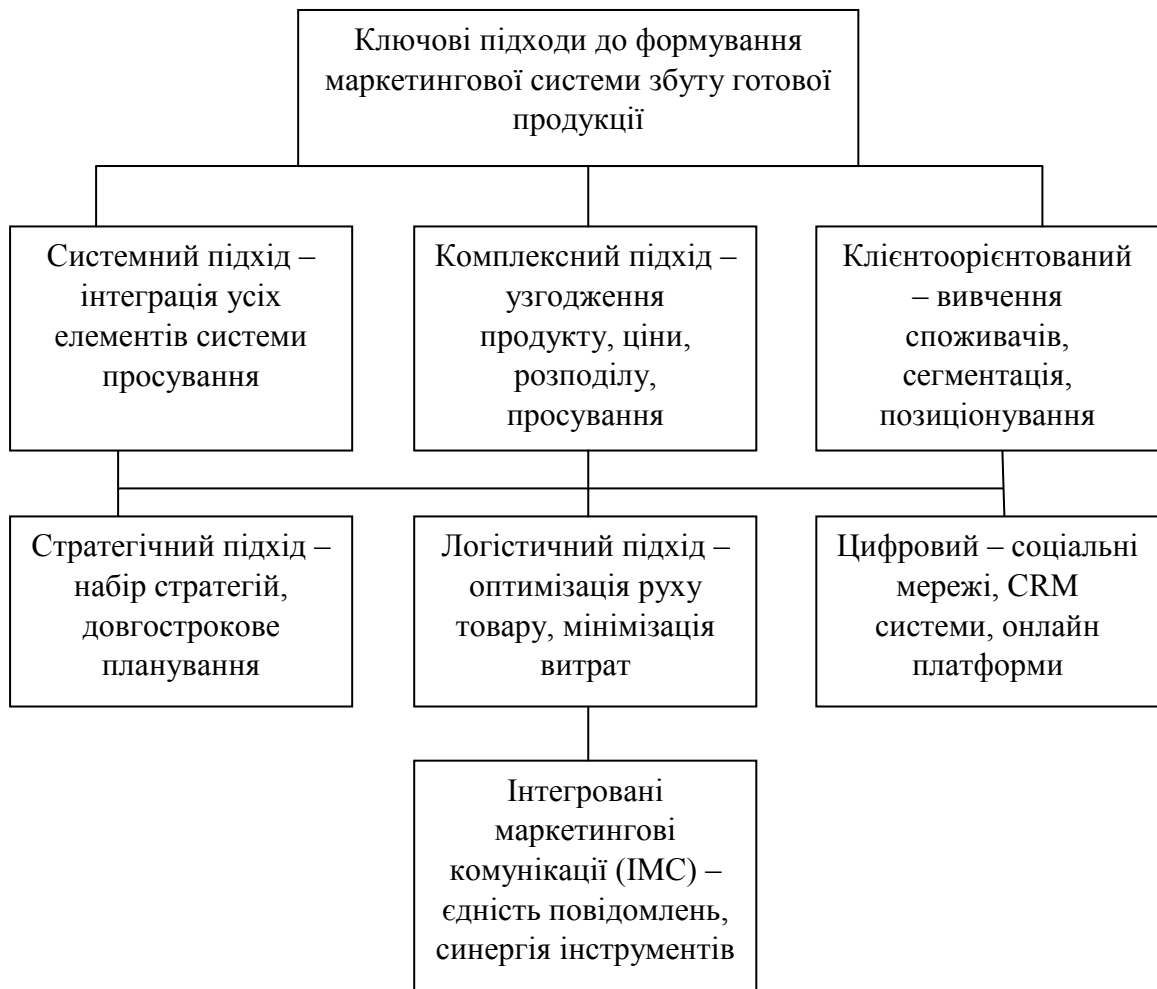 Ключові підходи до формування
маркетингової системи збуту готової
продукції
Системний підхід –
інтеграція усіх
елементів системи
просування
Комплексний підхід –
узгодження
продукту, ціни,
розподілу,
просування
Клієнтоорієнтований
– вивчення
споживачів,
сегментація,
позиціонування
Стратегічний підхід –
набір стратегій,
довгострокове
планування
Логістичний підхід –
оптимізація руху
товару, мінімізація
витрат
Цифровий – соціальні
мережі, CRM
системи, онлайн
платформи
Інтегровані
маркетингові
комунікації (ІМС) –
єдність повідомлень,
синергія інструментів